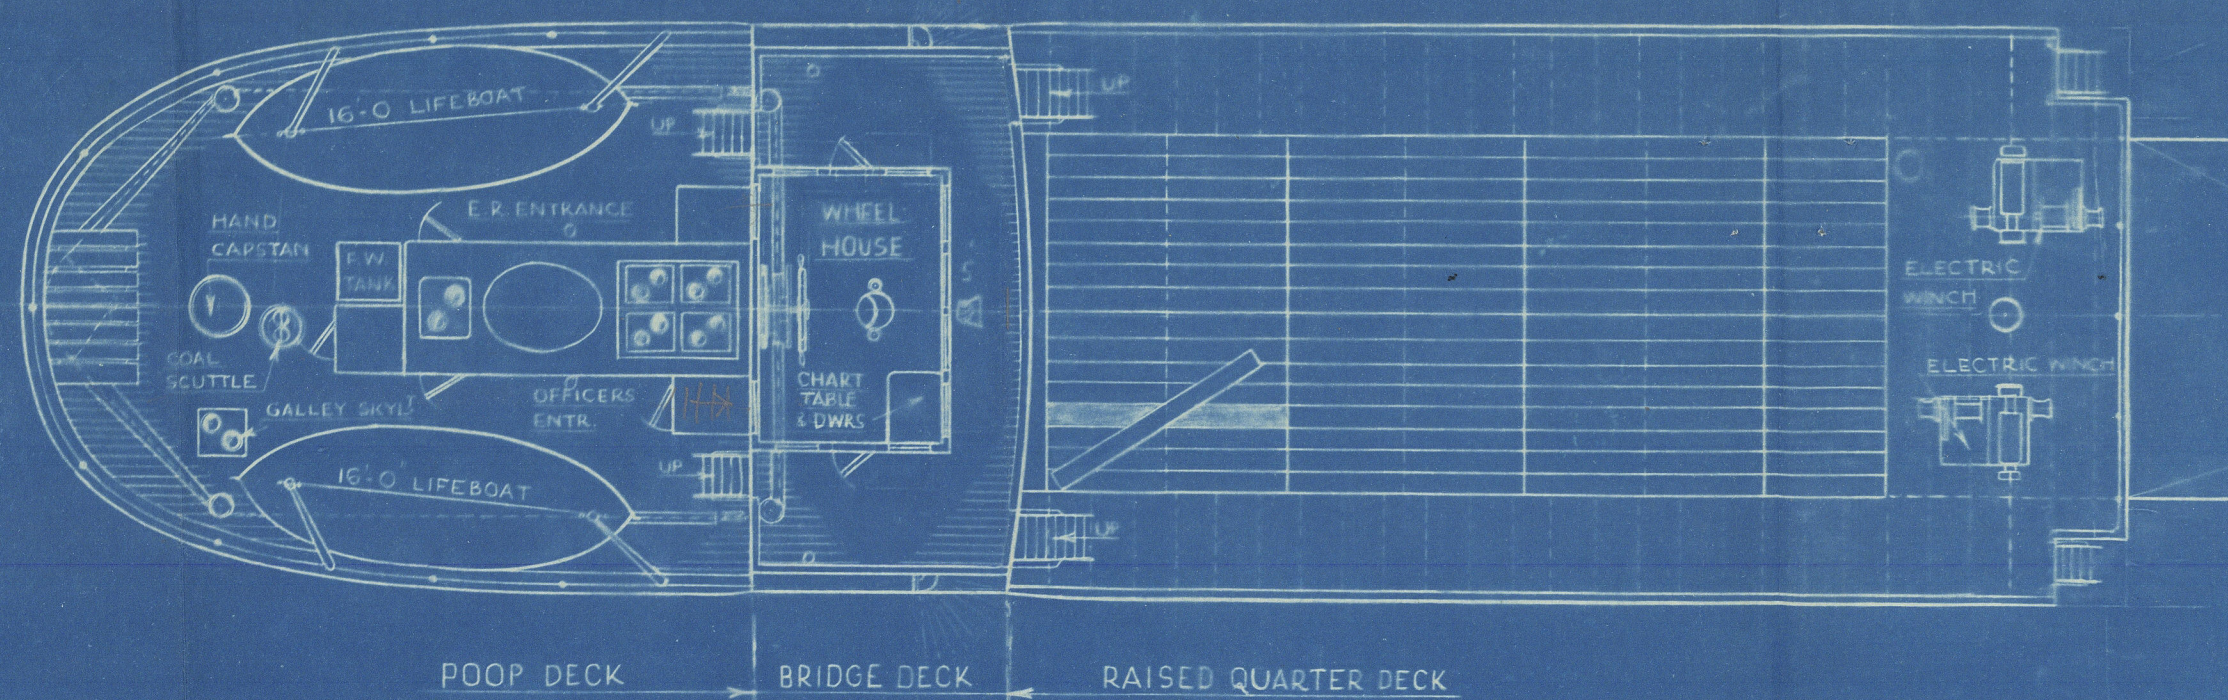 16'-0" LIFEBOAT
UP
UP
HAND
CAPSTAN
E.R. ENTRANCE
F.W.
TANK
WHEEL
HOUSE
COAL
SCUTTLE
GALLEY SKYLT
OFFICERS
ENTR.
CHART
TABLE
& DWRS
ELECTRIC
WINCH
ELECTRIC WINCH
16'-0" LIFEBOAT
UP
UP
POOP DECK
BRIDGE DECK
RAISED QUARTER DECK